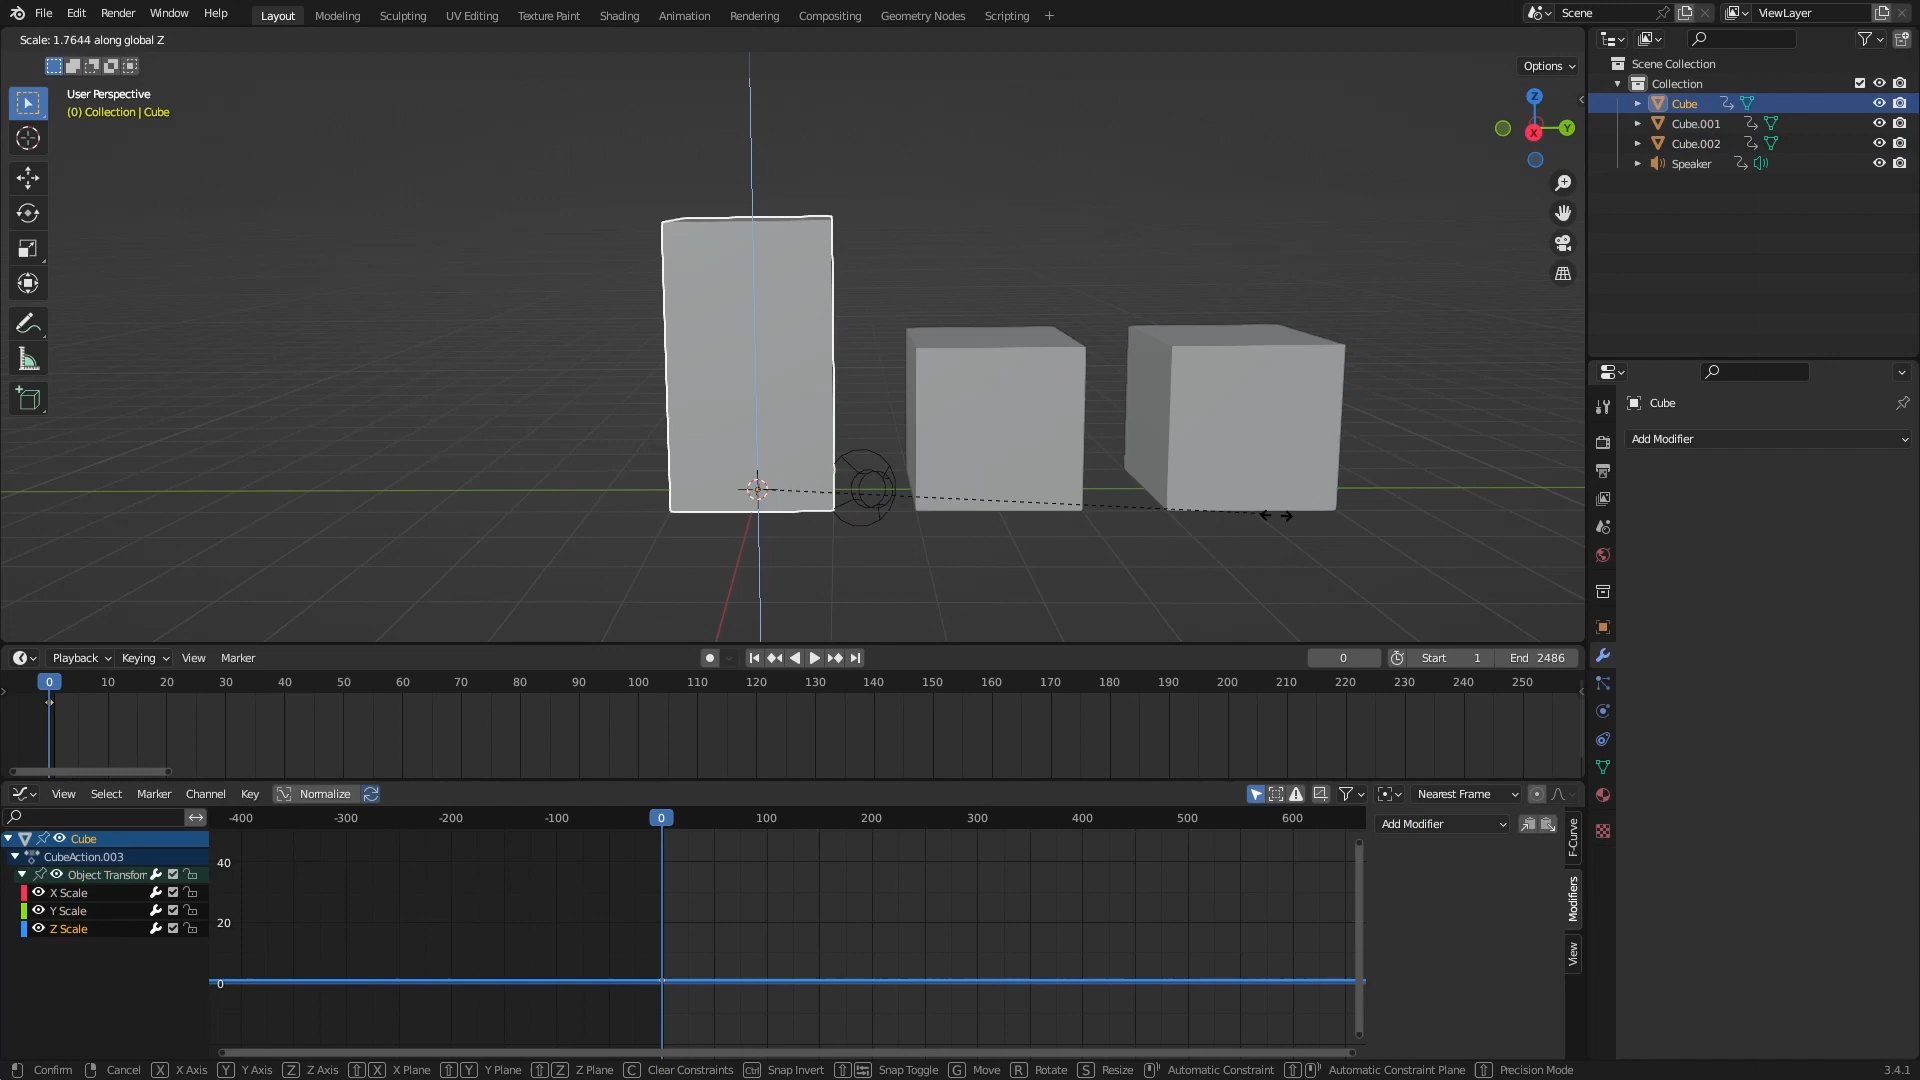 File Edit Render Window Help Layout Modeling Sculpting UV Editing Texture Paint Shading Animation Rendering Compositing Geometry Nodes Scripting + Scene ViewLayer
Scale: 1.7644 along global Z
Options
User Perspective
(0) Collection | Cube
Z
Y
X
Scene Collection
Collection
Cube
Cube.001
Cube.002
Speaker
Cube
Add Modifier
Playback Keying View Marker 0 Start 1 End 2486
0 10 20 30 40 50 60 70 80 90 100 110 120 130 140 150 160 170 180 190 200 210 220 230 240 250
View Select Marker Channel Key Normalize Nearest Frame
-400 -300 -200 -100 0 100 200 300 400 500 600
Add Modifier
Cube
CubeAction.003
Object Transfor
X Scale
Y Scale
Z Scale
40
20
0
F-Curve
Modifiers
View
Confirm Cancel X X Axis Y Y Axis Z Z Axis X X Plane Y Y Plane Z Z Plane C Clear Constraints Ctrl Snap Invert Snap Toggle G Move R Rotate S Resize Automatic Constraint Automatic Constraint Plane Precision Mode 3.4.1